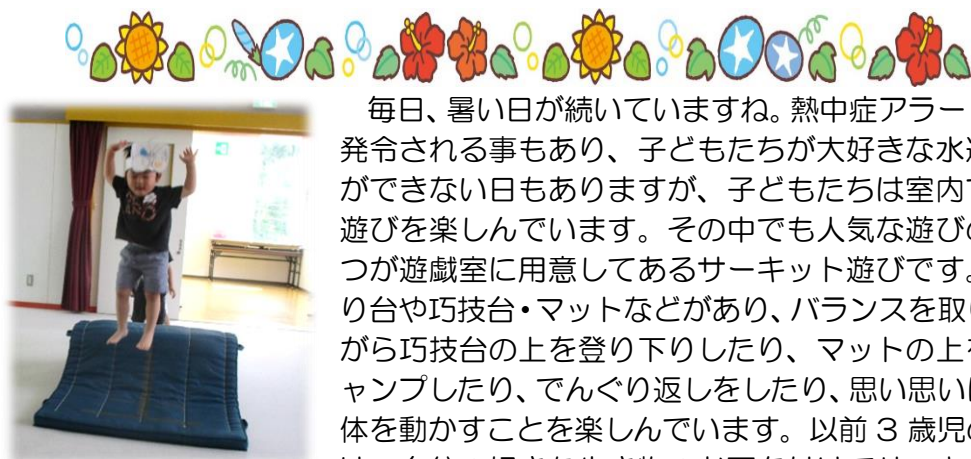 毎日、暑い日が続いていますね。熱中症アラー
発令される事もあり、子どもたちが大好きな水
ができない日もありますが、子どもたちは室内
遊びを楽しんでいます。その中でも人気な遊び
つが遊戯室に用意してあるサーキット遊びです。
り台や巧技台・マットなどがあり、バランスを取
がら巧技台の上を登り下りしたり、マットの上
ャンプしたり、でんぐり返しをしたり、思い思い
体を動かすことを楽しんでいます。以前 3 歳児